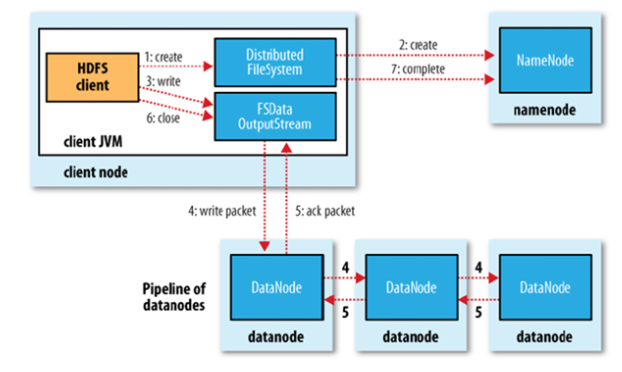 1: create
HDFS
client
3: write
6: close
client JVM
client node
Distributed
FileSystem
FSData
OutputStream
2: create
7: complete
NameNode
namenode
4: write packet
5: ack packet
Pipeline of
datanodes
DataNode
datanode
4
5
DataNode
datanode
4
5
DataNode
datanode